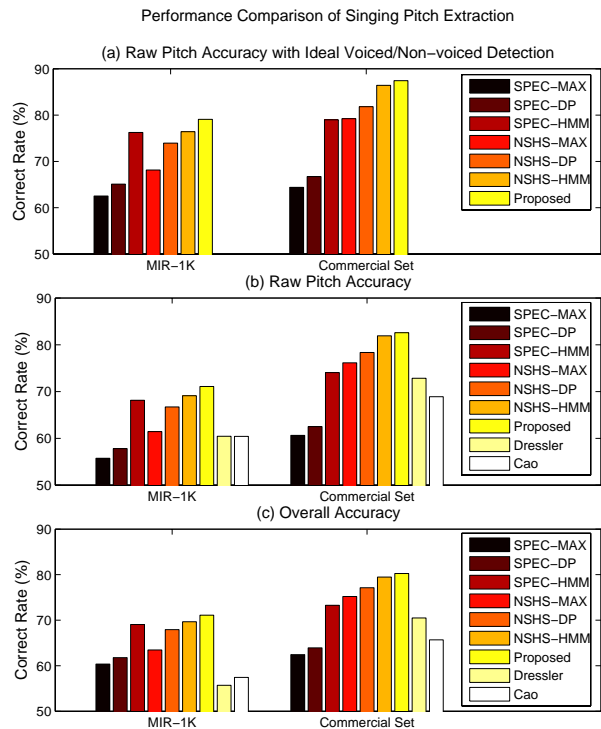 Performance Comparison of Singing Pitch Extraction
(a) Raw Pitch Accuracy with Ideal Voiced/Non−voiced Detection
Correct Rate (%)
90
80
70
60
50
MIR−1K
Commercial Set
SPEC−MAX
SPEC−DP
SPEC−HMM
NSHS−MAX
NSHS−DP
NSHS−HMM
Proposed
(b) Raw Pitch Accuracy
Correct Rate (%)
90
80
70
60
50
MIR−1K
Commercial Set
SPEC−MAX
SPEC−DP
SPEC−HMM
NSHS−MAX
NSHS−DP
NSHS−HMM
Proposed
Dressler
Cao
(c) Overall Accuracy
Correct Rate (%)
90
80
70
60
50
MIR−1K
Commercial Set
SPEC−MAX
SPEC−DP
SPEC−HMM
NSHS−MAX
NSHS−DP
NSHS−HMM
Proposed
Dressler
Cao